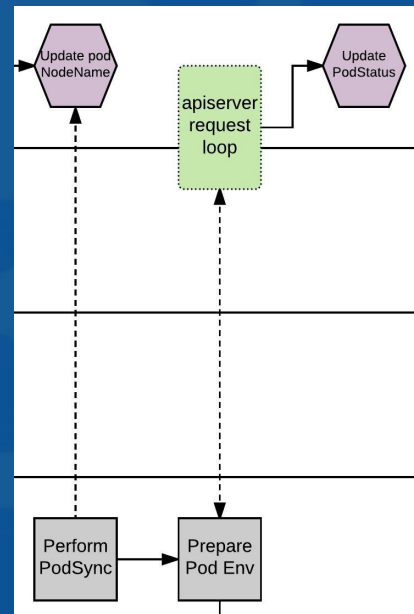 Update pod
NodeName
apiserver
request
loop
Update
PodStatus
Perform
PodSync
Prepare
Pod Env